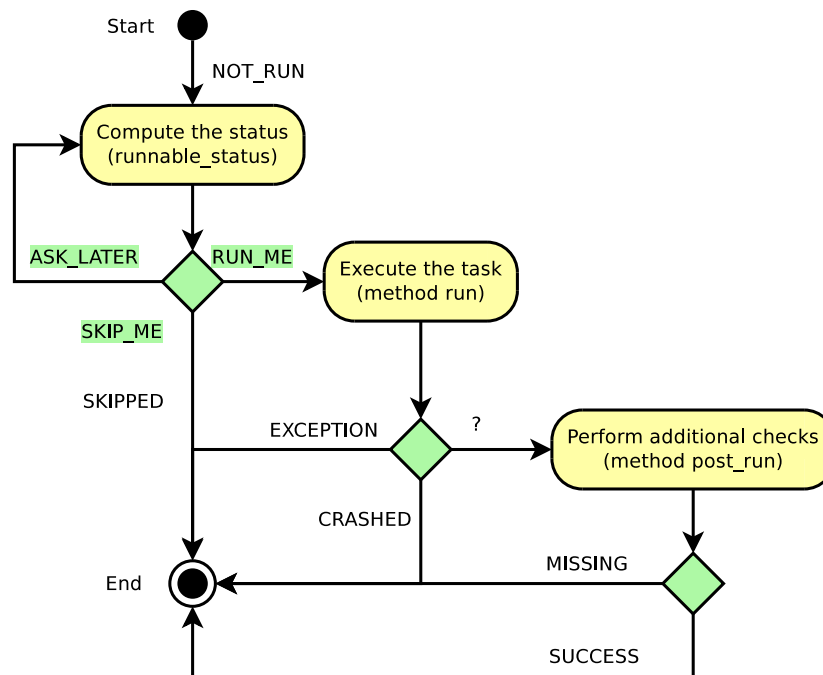 Start
NOT_RUN
Compute the status
(runnable_status)
ASK_LATER
RUN_ME
Execute the task
(method run)
SKIP_ME
SKIPPED
EXCEPTION
?
Perform additional checks
(method post_run)
CRASHED
MISSING
End
SUCCESS